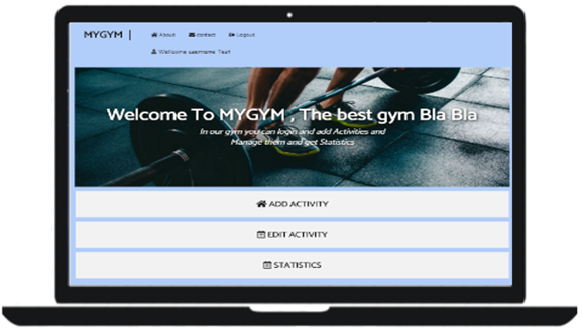 MYGYM |
About contact Logout
Wellcome username Test
Welcome To MYGYM , The best gym Bla Bla
In our gym you can login and add Activities and
Manage them and get Statistics
ADD ACTIVITY
EDIT ACTIVITY
STATISTICS